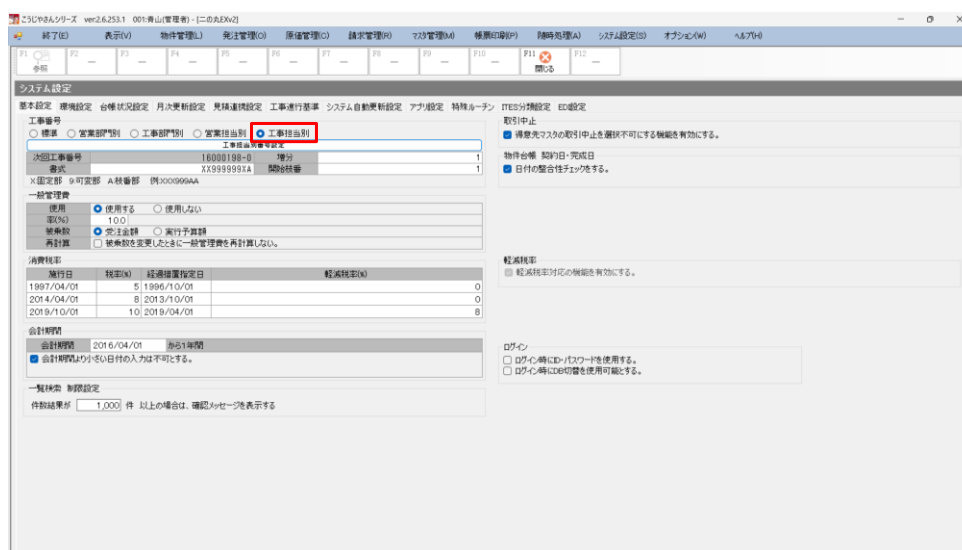 こうじやさんシリーズ ver.2.6.253.1 001:青山(管理者) - [二の丸EXv2]
終了(E) 表示(V) 物件管理(L) 発注管理(O) 原価管理(C) 請求管理(R) マスタ管理(M) 帳票印刷(P) 随時処理(A) システム設定(S) オプション(W) ヘルプ(H)
F1 F2 F3 F4 F5 F6 F7 F8 F9 F10 F11 F12
参照 閉じる
システム設定
基本設定 環境設定 台帳状況設定 月次更新設定 見積連携設定 工事進行基準 システム自動更新設定 アプリ設定 特殊ルーチン ITES分類設定 EDI設定
工事番号
標準 営業部門別 工事部門別 営業担当別 工事担当別
工事担当別番号設定
次回工事番号 16000198-0 増分 1
書式 XX999999XA 開始枝番 1
X:固定部 9:可変部 A:枝番部 例:XXX999AA
一般管理費
使用 使用する 使用しない
率(%) 10.0
被乗数 受注金額 実行予算額
再計算 被乗数を変更したときに一般管理費を再計算しない。
消費税率
施行日 税率(%) 経過措置指定日 軽減税率(%)
1997/04/01 5 1996/10/01 0
2014/04/01 8 2013/10/01 0
2019/10/01 10 2019/04/01 8
会計期間
会計期間 2016/04/01 から1年間
会計期間より小さい日付の入力は不可とする。
一覧検索 制限設定
件数結果が 1,000 件 以上の場合は、確認メッセージを表示する
取引中止
得意先マスタの取引中止を選択不可にする機能を有効にする。
物件台帳 契約日・完成日
日付の整合性チェックをする。
軽減税率
軽減税率対応の機能を有効にする。
ログイン
ログイン時にID・パスワードを使用する。
ログイン時にDB切替を使用可能とする。